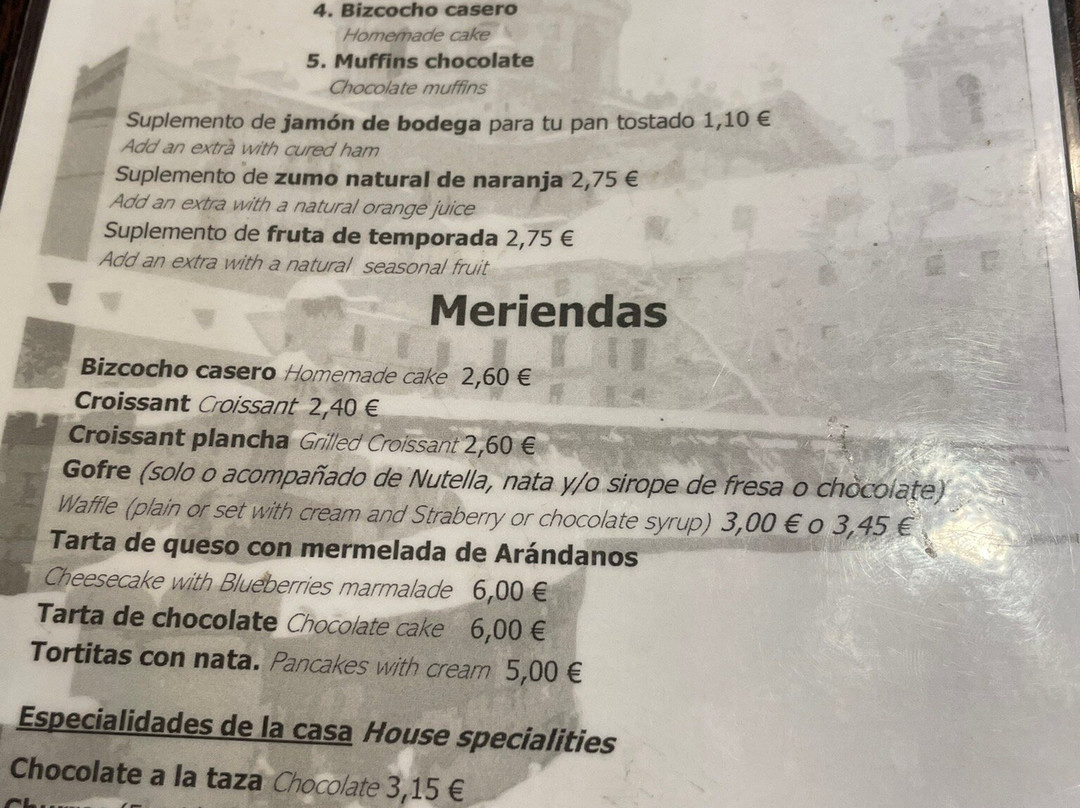 4. Bizcocho casero
Homemade cake
5. Muffins chocolate
Chocolate muffins
Suplemento de jamón de bodega para tu pan tostado 1,10 €
Add an extra with cured ham
Suplemento de zumo natural de naranja 2,75 €
Add an extra with a natural orange juice
Suplemento de fruta de temporada 2,75 €
Add an extra with a natural seasonal fruit
Meriendas
Bizcocho casero Homemade cake 2,60 €
Croissant Croissant 2,40 €
Croissant plancha Grilled Croissant 2,60 €
Gofre (solo o acompañado de Nutella, nata y/o sirope de fresa o chocolate)
Waffle (plain or set with cream and Straberry or chocolate syrup) 3,00 € o 3,45 €
Tarta de queso con mermelada de Arándanos
Cheesecake with Blueberries marmalade 6,00 €
Tarta de chocolate Chocolate cake 6,00 €
Tortitas con nata. Pancakes with cream 5,00 €
Especialidades de la casa House specialities
Chocolate a la taza Chocolate 3,15 €